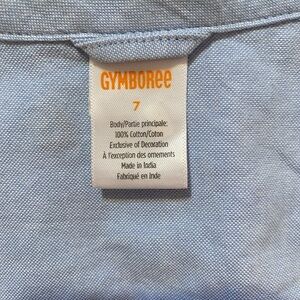 GYMBOREE
7
Body/Partie principale:
100% Cotton/Coton
Exclusive of Decoration
À l'exception des ornements
Made in India
Fabriqué en Inde